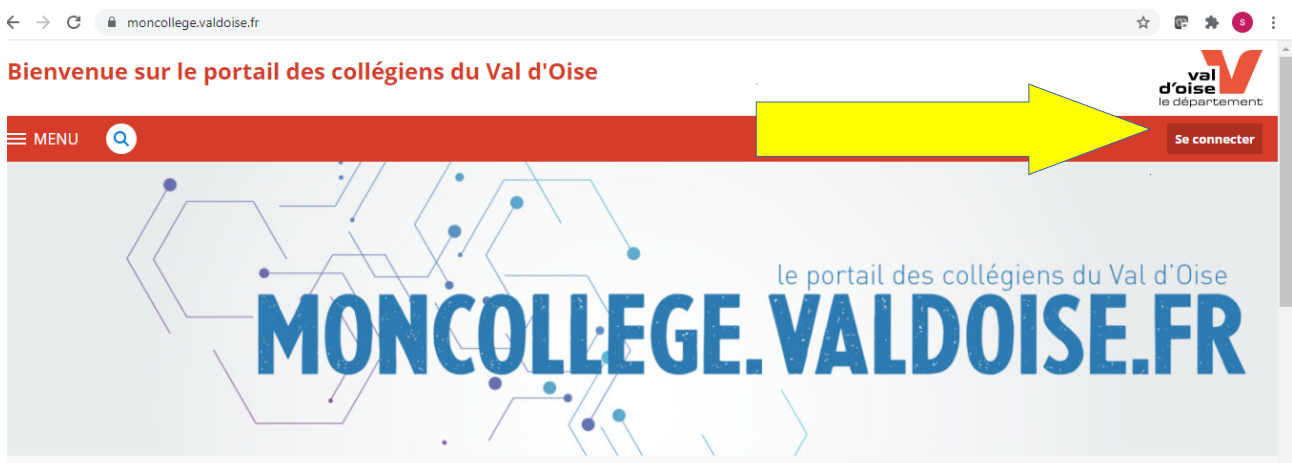 moncollege.valdoise.fr
S
Bienvenue sur le portail des collégiens du Val d'Oise
val
d'oise
le département
MENU
Se connecter
le portail des collégiens du Val d'Oise
MONCOLLEGE.VALDOISE.FR